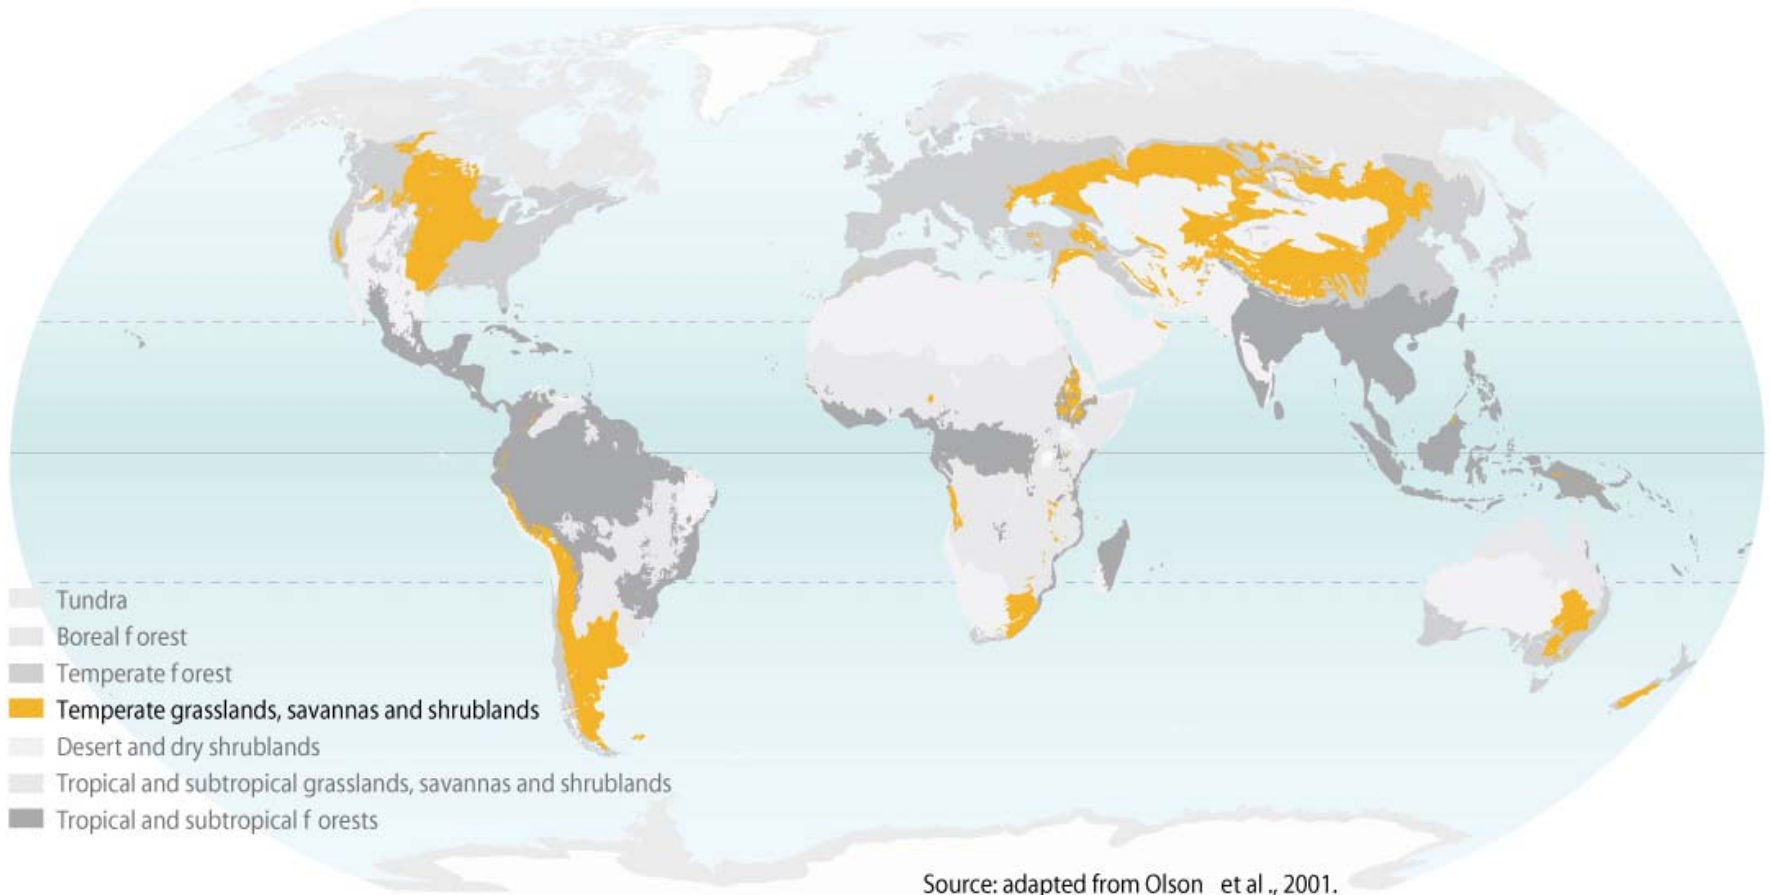 Tundra
Boreal f orest
Temperate f orest
Temperate grasslands, savannas and shrublands
Desert and dry shrublands
Tropical and subtropical grasslands, savannas and shrublands
Tropical and subtropical f orests
Source: adapted from Olson et al ., 2001.